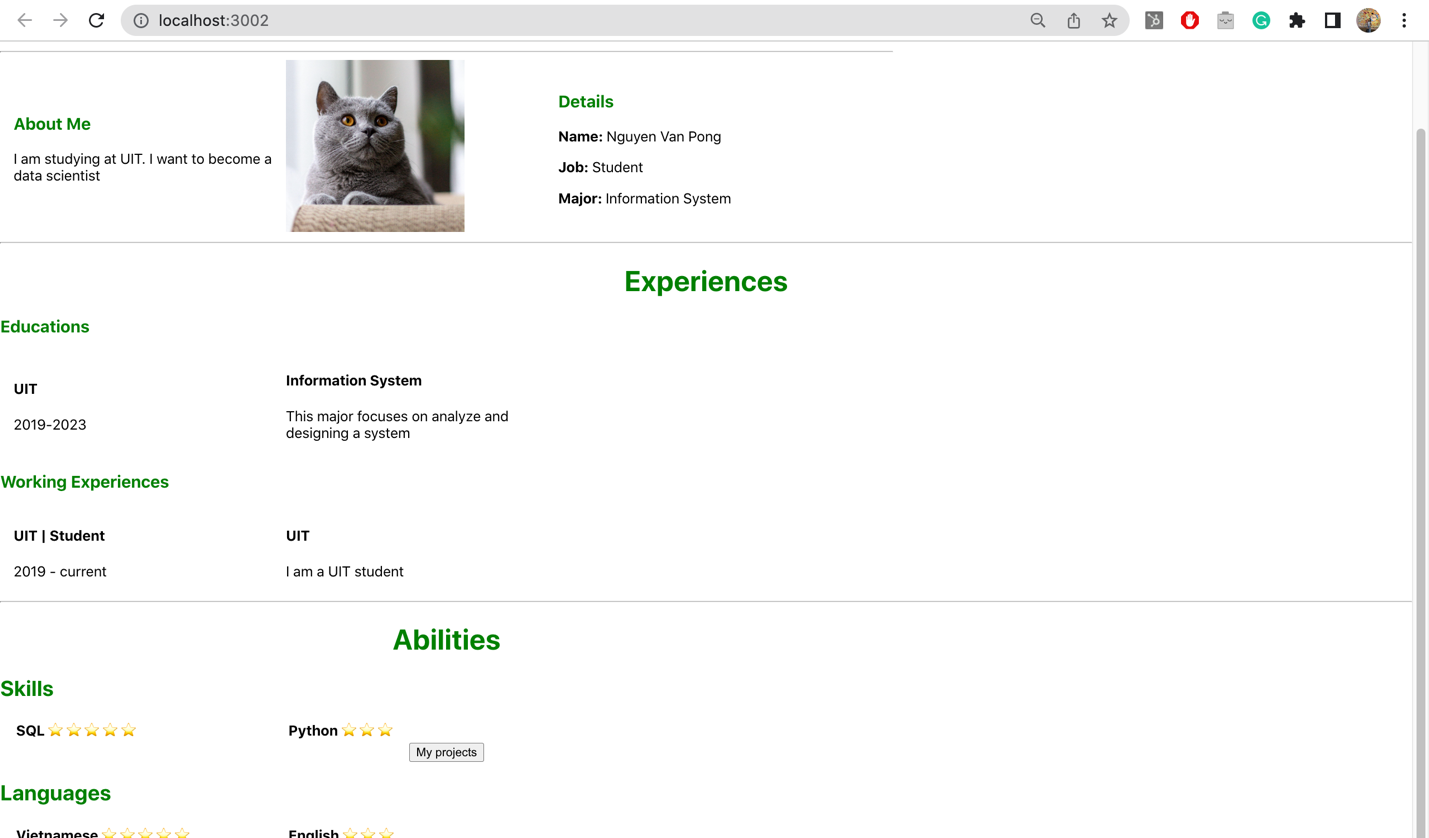 localhost:3002
About Me
I am studying at UIT. I want to become a
data scientist
Details
Name: Nguyen Van Pong
Job: Student
Major: Information System
Experiences
Educations
UIT
2019-2023
Information System
This major focuses on analyze and
designing a system
Working Experiences
UIT | Student
2019 - current
UIT
I am a UIT student
Abilities
Skills
SQL ⭐⭐⭐⭐⭐
Python ⭐⭐⭐
My projects
Languages
Vietnamese ⭐⭐⭐⭐⭐
English ⭐⭐⭐